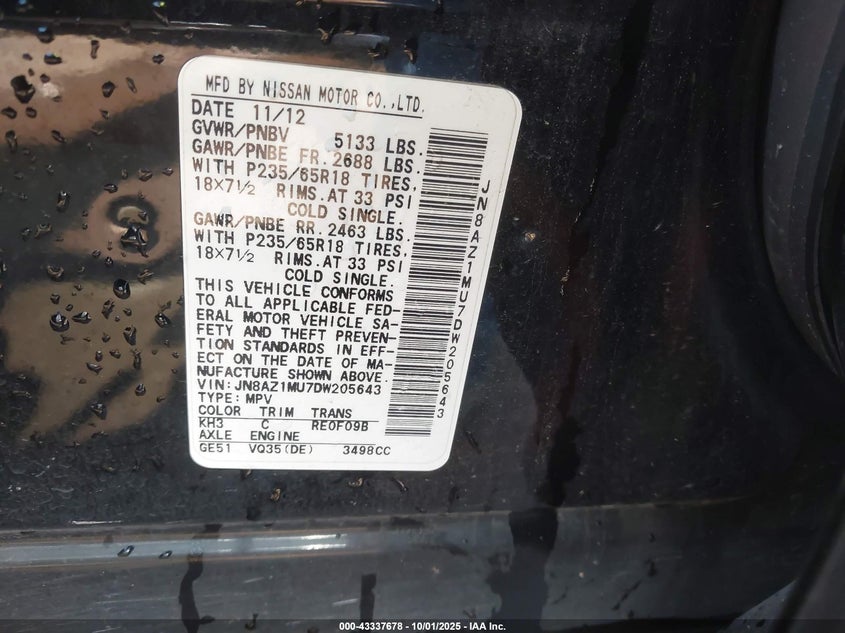 MFD BY NISSAN MOTOR CO.,LTD.
DATE 11/12
GVWR/PNBV 5133 LBS.
GAWR/PNBE FR. 2688 LBS.
WITH P235/65R18 TIRES,
18X7 1/2 RIMS. AT 33 PSI
COLD SINGLE.
GAWR/PNBE RR. 2463 LBS.
WITH P235/65R18 TIRES,
18X7 1/2 RIMS. AT 33 PSI
COLD SINGLE.
THIS VEHICLE CONFORMS
TO ALL APPLICABLE FED-
ERAL MOTOR VEHICLE SA-
FETY AND THEFT PREVEN-
TION STANDARDS IN EFF-
ECT ON THE DATE OF MA-
NUFACTURE SHOWN ABOVE.
VIN:JN8AZ1MU7DW205643
TYPE: MPV
COLOR TRIM TRANS
KH3 C RE0F09B
AXLE ENGINE
GE51 VQ35(DE) 3498CC
JN8AZ1MU7DW205643
000-43337678 - 10/01/2025 - IAA Inc.